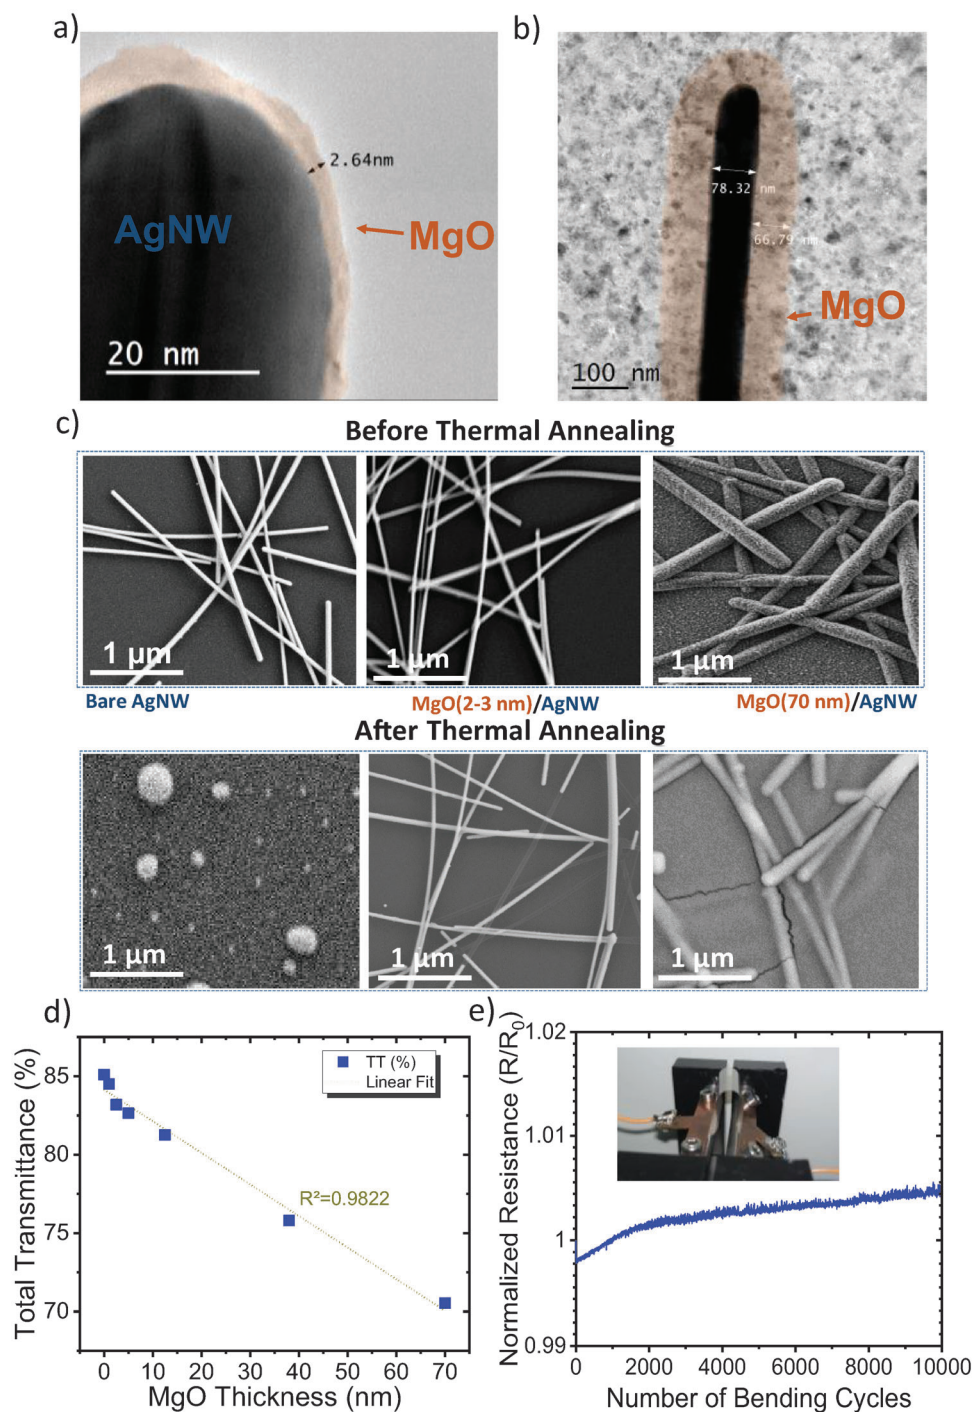 a)
AgNW
2.64nm
MgO
20 nm
b)
78.32 nm
66.79 nm
MgO
100 nm
c)
Before Thermal Annealing
1 µm
1 µm
1 µm
Bare AgNW
MgO(2-3 nm)/AgNW
MgO(70 nm)/AgNW
After Thermal Annealing
1 µm
1 µm
1 µm
d)
Total Transmittance (%)
85
80
75
70
TT (%)
Linear Fit
R²=0.9822
0 10 20 30 40 50 60 70
MgO Thickness (nm)
e)
Normalized Resistance (R/R₀)
1.02
1.01
1
0.99
0 2000 4000 6000 8000 10000
Number of Bending Cycles